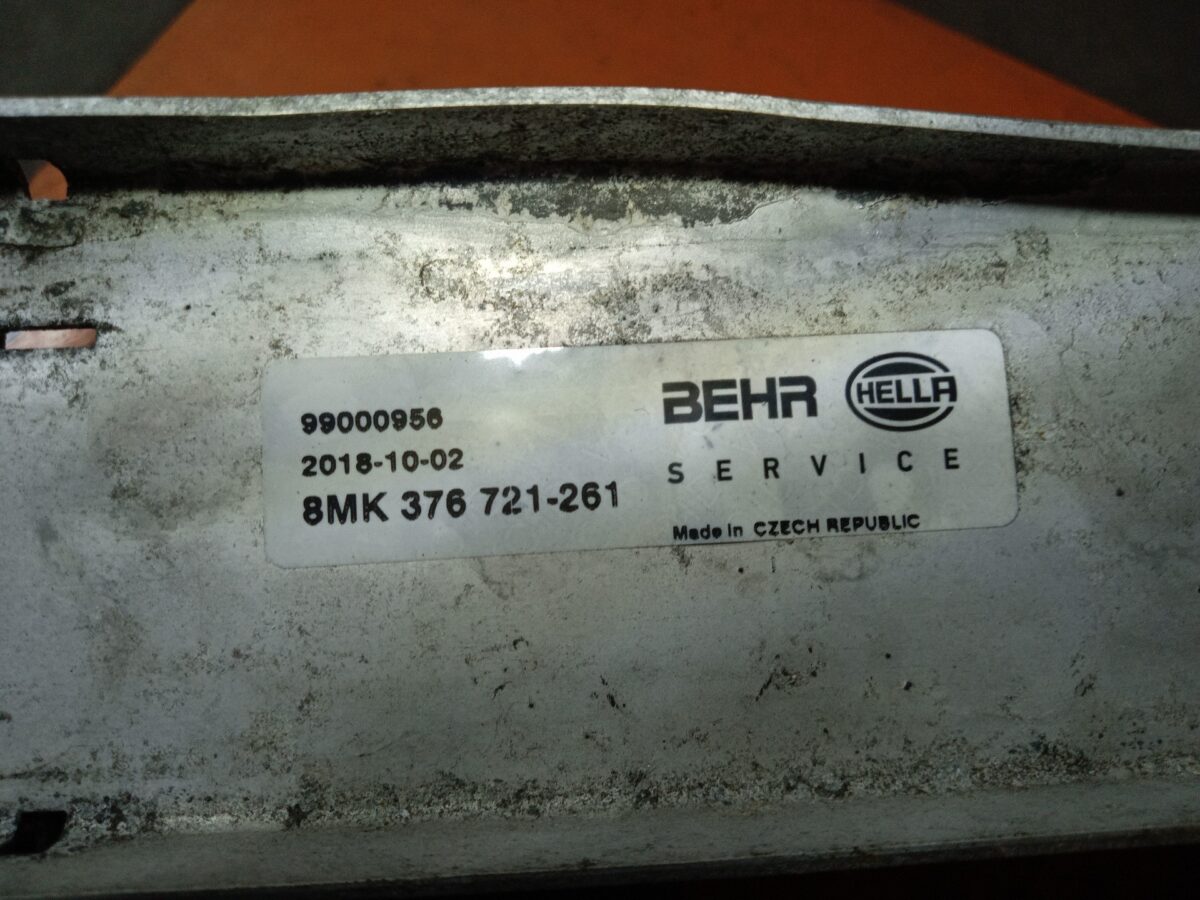 99000956
2018-10-02
8MK 376 721-261
BEHR HELLA
SERVICE
Made in CZECH REPUBLIC